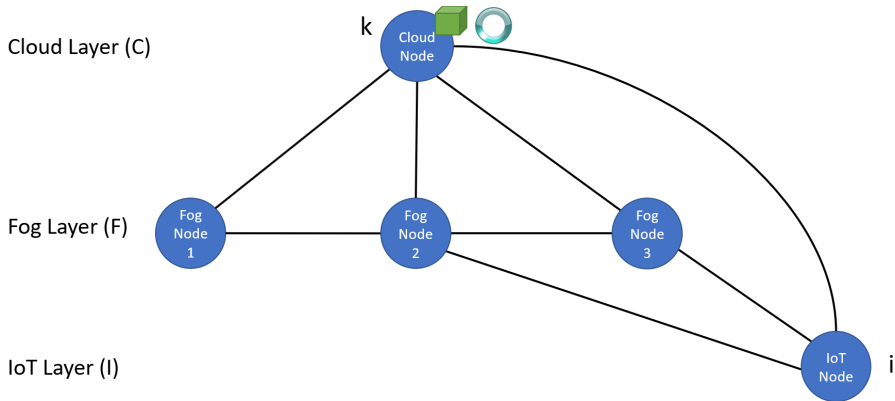 k
Cloud Layer (C)
Cloud
Node
Fog Layer (F)
Fog
Node
1
Fog
Node
2
Fog
Node
3
IoT Layer (I)
IoT
Node
i